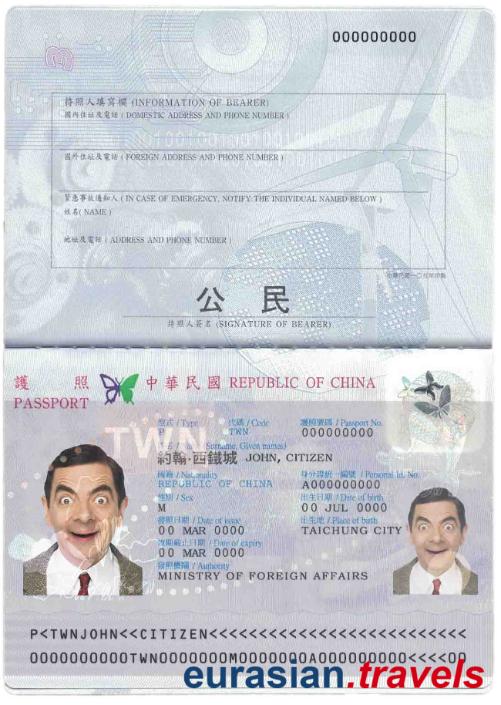 000000000
持照人填寫欄 (INFORMATION OF BEARER)
國內住址及電話 (DOMESTIC ADDRESS AND PHONE NUMBER)
國外住址及電話 (FOREIGN ADDRESS AND PHONE NUMBER)
緊急事故通知人 (IN CASE OF EMERGENCY, NOTIFY THE INDIVIDUAL NAMED BELOW)
姓名 (NAME)
地址及電話 (ADDRESS AND PHONE NUMBER)
公民
持照人簽名 (SIGNATURE OF BEARER)
護照 中華民國 REPUBLIC OF CHINA
PASSPORT
TWN
型式 / Type 代碼 / Code 護照號碼 / Passport No.
P TWN 000000000
(Surname, Given names)
約翰·西鐵城 JOHN, CITIZEN
國籍 / Nationality 身分證統一編號 / Personal Id. No.
REPUBLIC OF CHINA A000000000
性別 / Sex 出生日期 / Date of birth
M 00 JUL 0000
發照日期 / Date of issue 出生地 / Place of birth
00 MAR 0000 TAICHUNG CITY
效期截止日期 / Date of expiry
00 MAR 0000
發照機關 / Authority
MINISTRY OF FOREIGN AFFAIRS
P<TWNJOHN<<CITIZEN<<<<<<<<<<<<<<<<<<<<<<<<<<
0000000000TWN0000000M0000000A000000000<<<<00
eurasian.travels